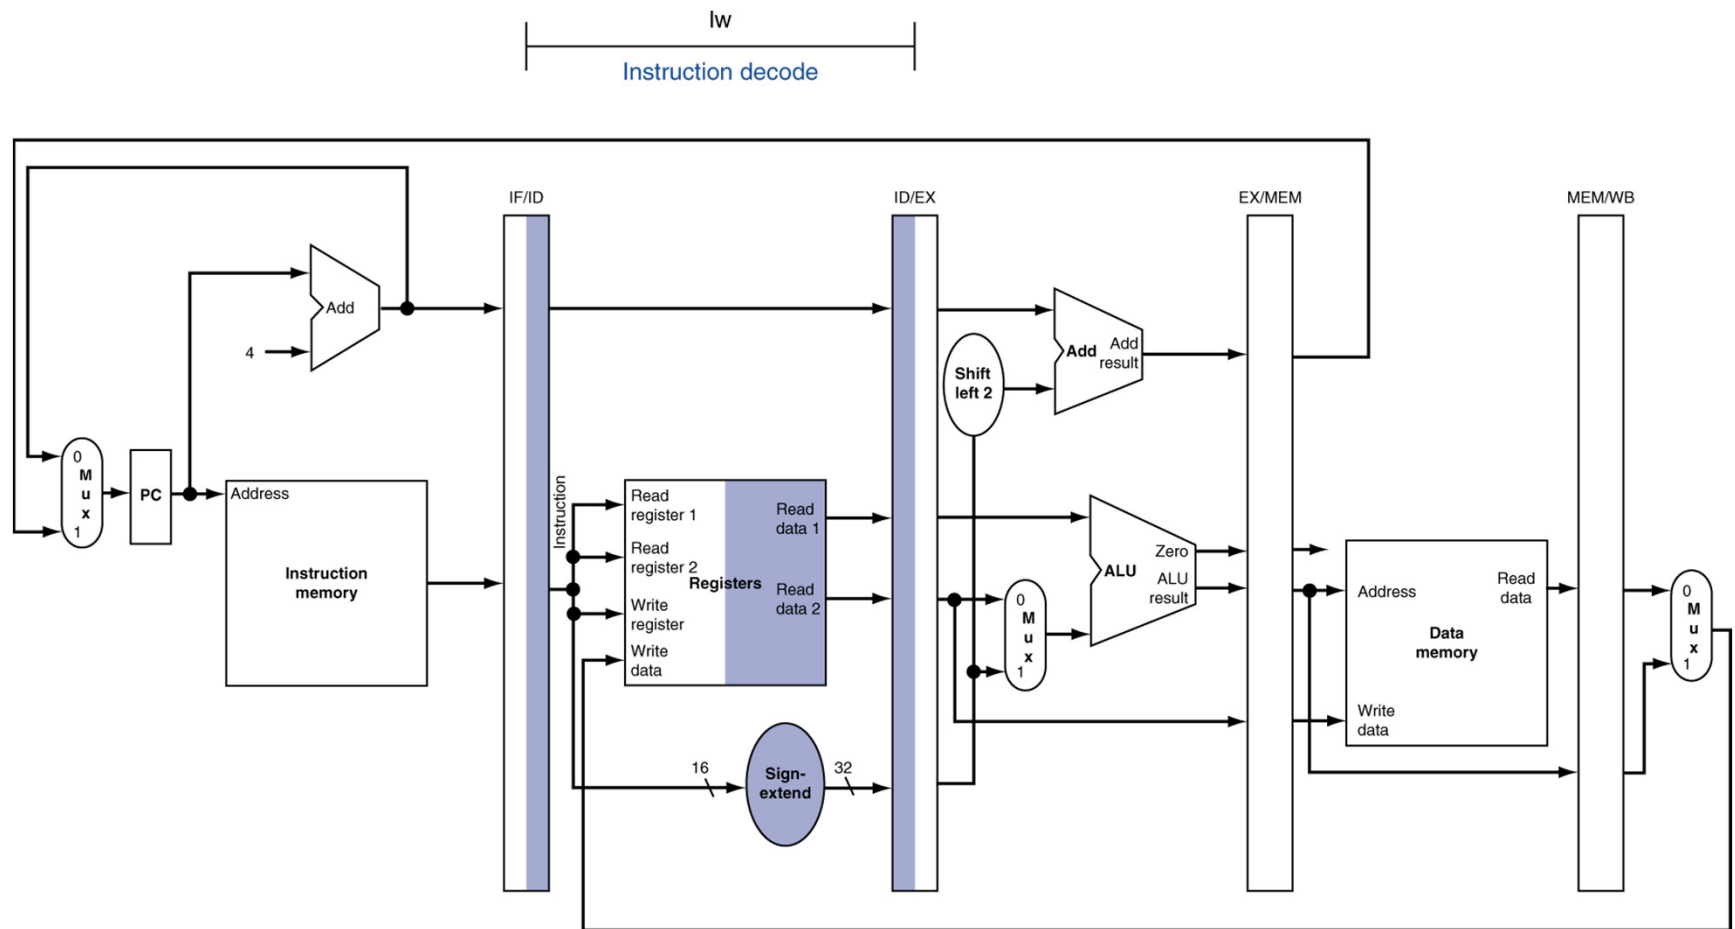 lw
Instruction decode
IF/ID
ID/EX
EX/MEM
MEM/WB
Add
4
Add
Add
result
Shift
left 2
0
M
u
x
1
PC
Address
Instruction
memory
Instruction
Read
register 1
Read
register 2
Write
register
Write
data
Registers
Read
data 1
Read
data 2
16
Sign-
extend
32
0
M
u
x
1
Zero
ALU
ALU
result
Address
Read
data
Data
memory
Write
data
0
M
u
x
1